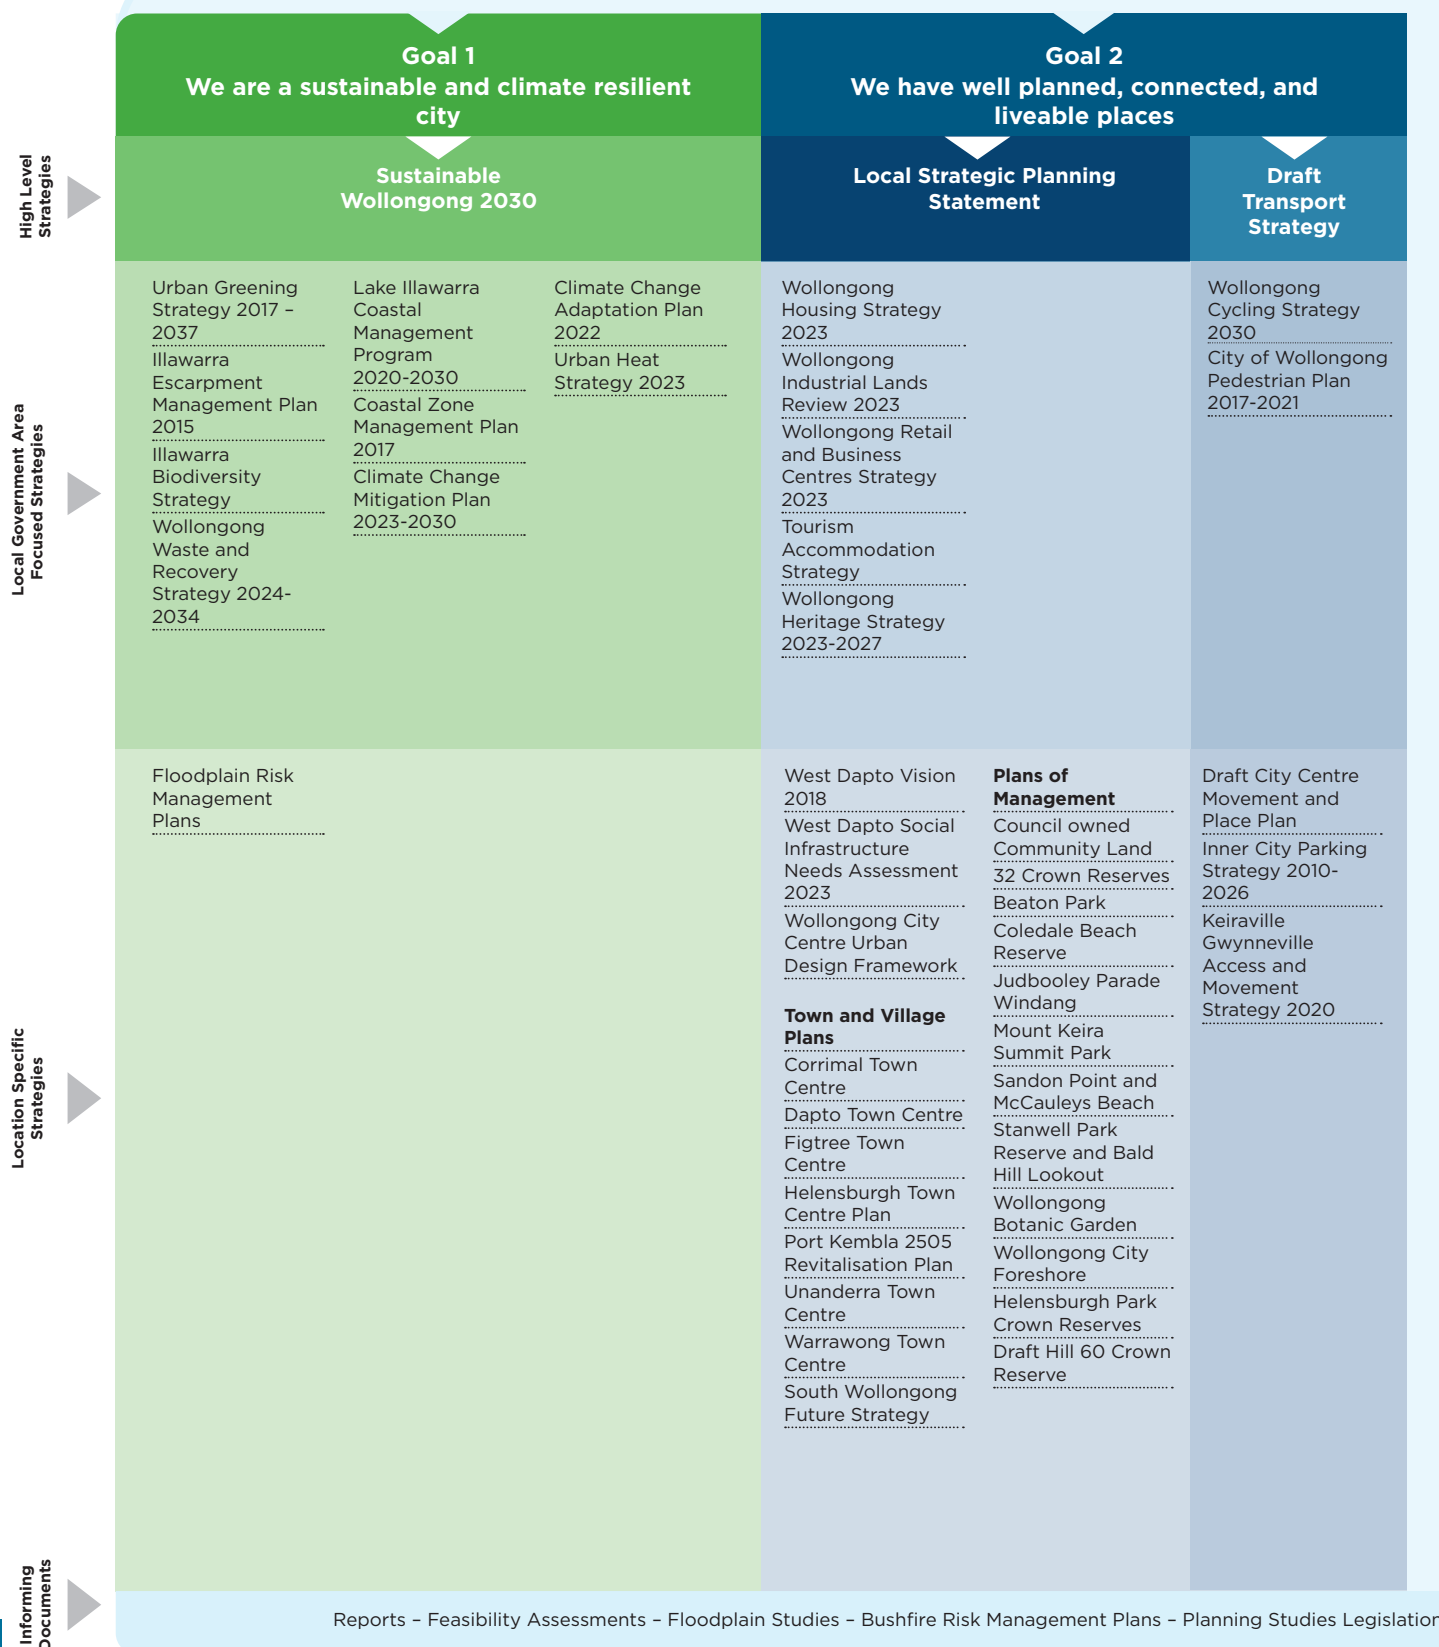 Goal 1
We are a sustainable and climate resilient
city
Goal 2
We have well planned, connected, and
liveable places
High Level
Strategies
Sustainable
Wollongong 2030
Local Strategic Planning
Statement
Draft
Transport
Strategy
Local Government Area
Focused Strategies
Urban Greening
Strategy 2017 –
2037
Illawarra
Escarpment
Management Plan
2015
Illawarra
Biodiversity
Strategy
Wollongong
Waste and
Recovery
Strategy 2024-
2034
Lake Illawarra
Coastal
Management
Program
2020-2030
Coastal Zone
Management Plan
2017
Climate Change
Mitigation Plan
2023-2030
Climate Change
Adaptation Plan
2022
Urban Heat
Strategy 2023
Wollongong
Housing Strategy
2023
Wollongong
Industrial Lands
Review 2023
Wollongong Retail
and Business
Centres Strategy
2023
Tourism
Accommodation
Strategy
Wollongong
Heritage Strategy
2023-2027
Wollongong
Cycling Strategy
2030
City of Wollongong
Pedestrian Plan
2017-2021
Location Specific
Strategies
Floodplain Risk
Management
Plans
West Dapto Vision
2018
West Dapto Social
Infrastructure
Needs Assessment
2023
Wollongong City
Centre Urban
Design Framework
Town and Village
Plans
Corrimal Town
Centre
Dapto Town Centre
Figtree Town
Centre
Helensburgh Town
Centre Plan
Port Kembla 2505
Revitalisation Plan
Unanderra Town
Centre
Warrawong Town
Centre
South Wollongong
Future Strategy
Plans of
Management
Council owned
Community Land
32 Crown Reserves
Beaton Park
Coledale Beach
Reserve
Judbooley Parade
Windang
Mount Keira
Summit Park
Sandon Point and
McCauleys Beach
Stanwell Park
Reserve and Bald
Hill Lookout
Wollongong
Botanic Garden
Wollongong City
Foreshore
Helensburgh Park
Crown Reserves
Draft Hill 60 Crown
Reserve
Draft City Centre
Movement and
Place Plan
Inner City Parking
Strategy 2010-
2026
Keiraville
Gwynneville
Access and
Movement
Strategy 2020
Informing
Documents
Reports – Feasibility Assessments – Floodplain Studies – Bushfire Risk Management Plans – Planning Studies Legislation